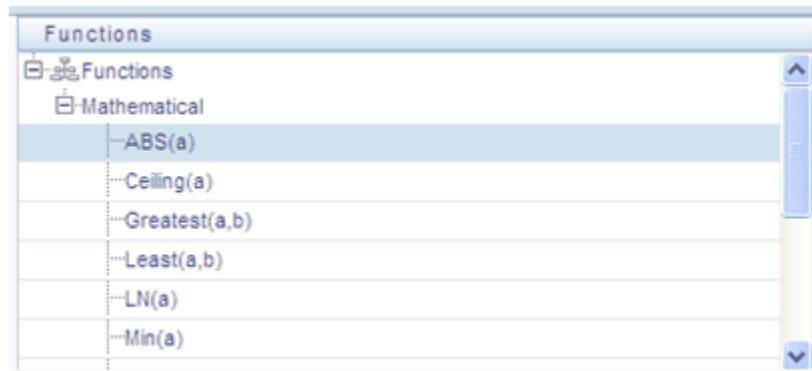 Functions
Functions
Mathematical
ABS(a)
Ceiling(a)
Greatest(a,b)
Least(a,b)
LN(a)
Min(a)